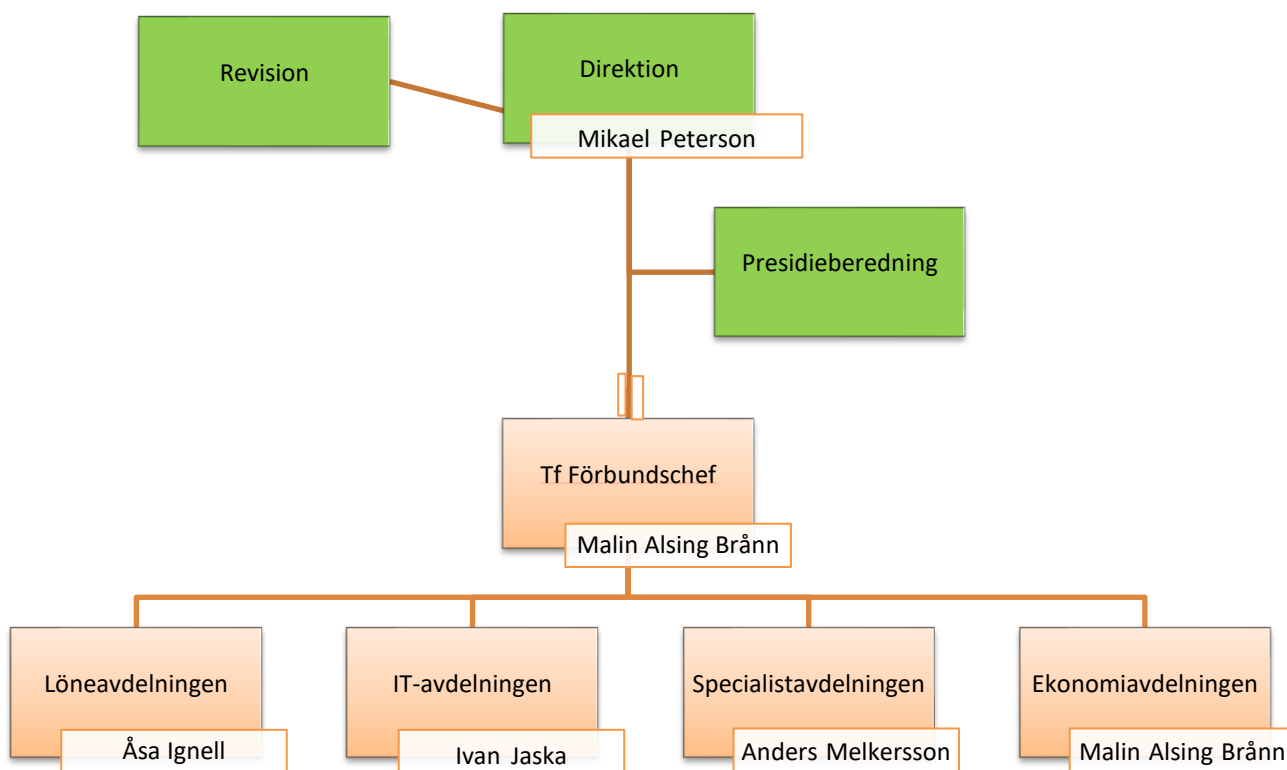 Revision
Direktion
Mikael Peterson
Presidieberedning
Tf Förbundschef
Malin Alsing Brånn
Löneavdelningen
Åsa Ignell
IT-avdelningen
Ivan Jaska
Specialistavdelningen
Anders Melkersson
Ekonomiavdelningen
Malin Alsing Brånn